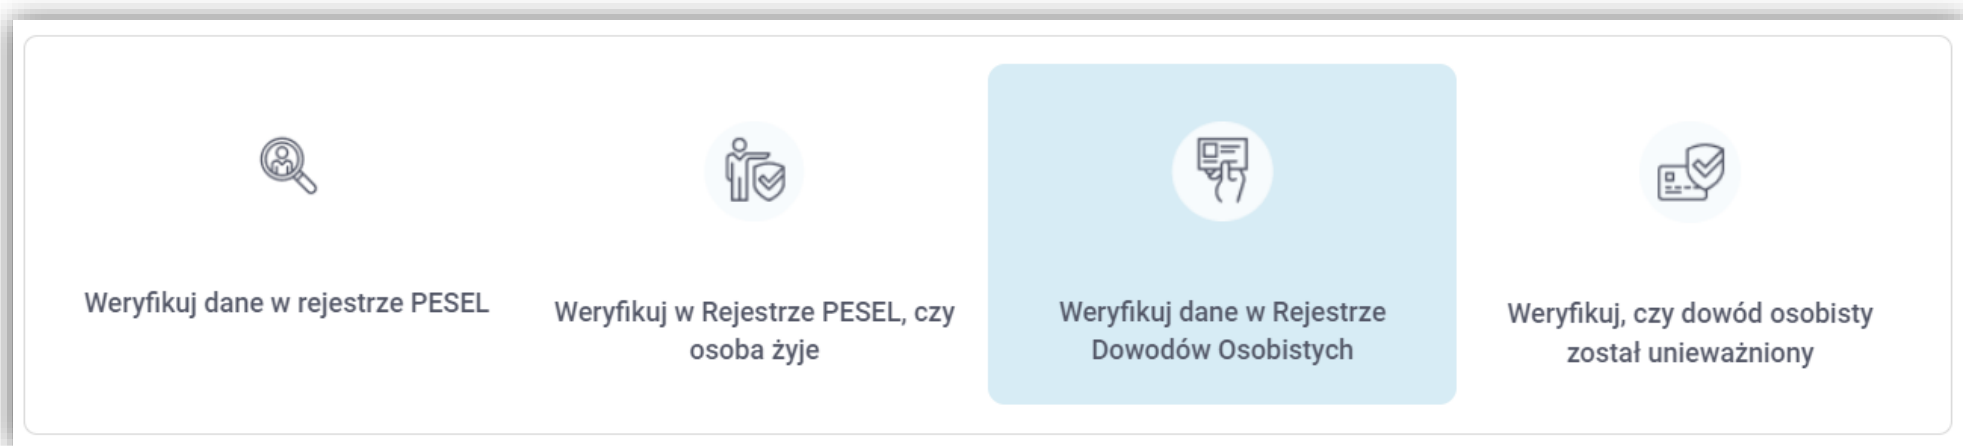 Weryfikuj dane w rejestrze PESEL
Weryfikuj w Rejestrze PESEL, czy
osoba żyje
Weryfikuj dane w Rejestrze
Dowodów Osobistych
Weryfikuj, czy dowód osobisty
został unieważniony